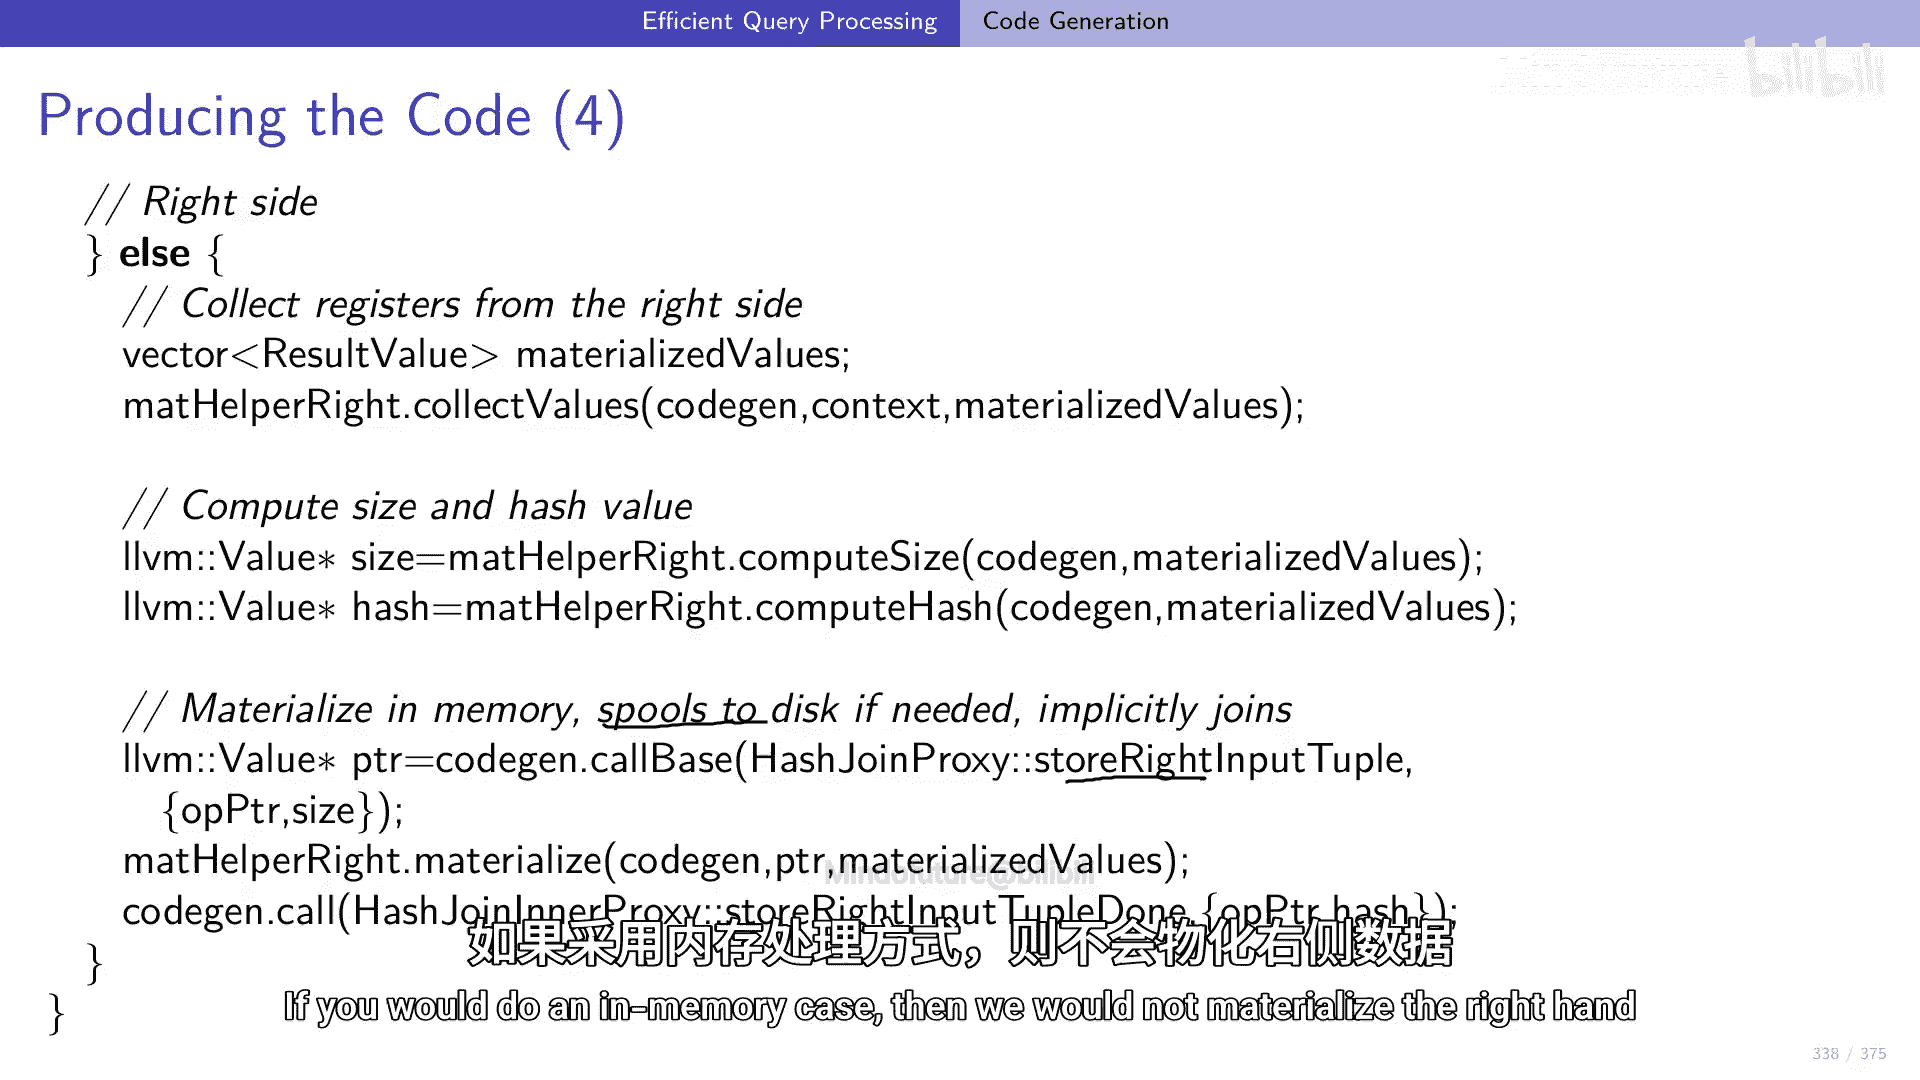 Efficient Query Processing Code Generation
bilibili
Producing the Code (4)
// Right side
} else {
// Collect registers from the right side
vector<ResultValue> materializedValues;
matHelperRight.collectValues(codegen,context,materializedValues);
// Compute size and hash value
llvm::Value* size=matHelperRight.computeSize(codegen,materializedValues);
llvm::Value* hash=matHelperRight.computeHash(codegen,materializedValues);
// Materialize in memory, spools to disk if needed, implicitly joins
llvm::Value* ptr=codegen.callBase(HashJoinProxy::storeRightInputTuple,
{opPtr,size});
matHelperRight.materialize(codegen,ptr,materializedValues);
Mindofuture@bilibili
codegen.call(HashJoinInnerProxy::storeRightInputTupleDone,{opPtr,hash});
如果采用内存处理方式，则不会物化右侧数据
}
If you would do an in-memory case, then we would not materialize the right hand
}
338 / 375